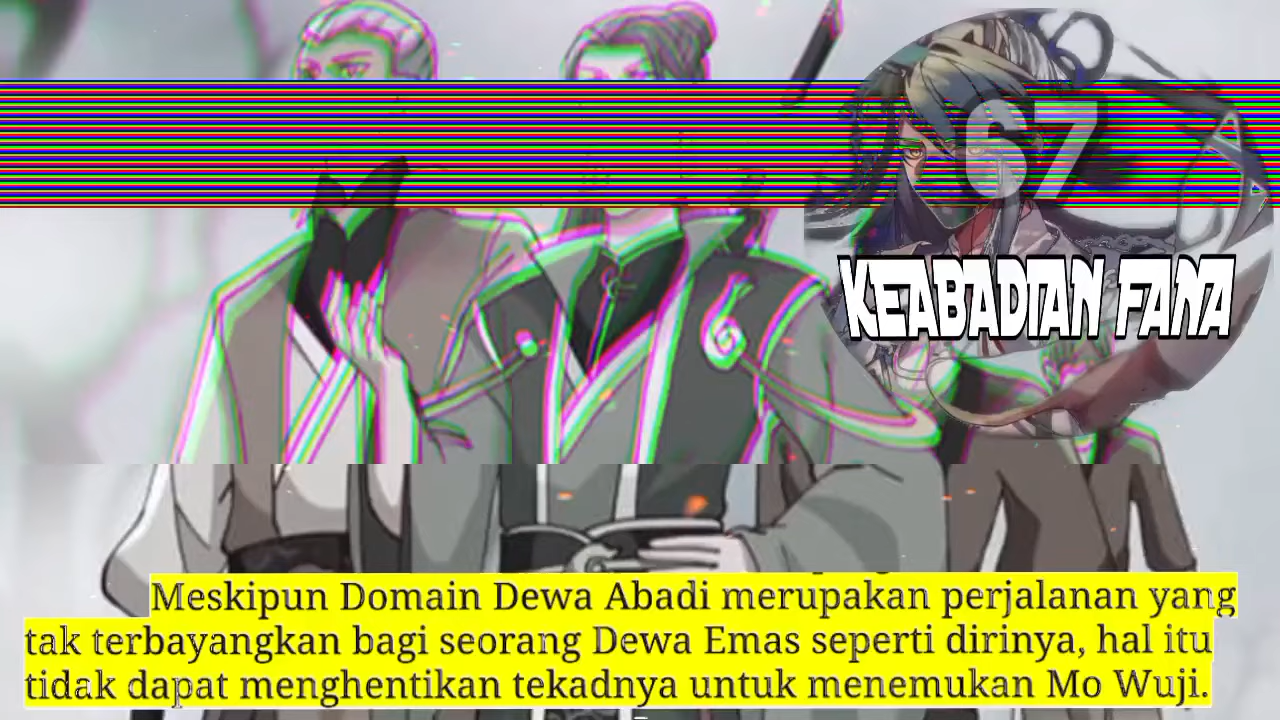 S7
KEABADIAN FANA
Meskipun Domain Dewa Abadi merupakan perjalanan yang
tak terbayangkan bagi seorang Dewa Emas seperti dirinya, hal itu
tidak dapat menghentikan tekadnya untuk menemukan Mo Wuji.